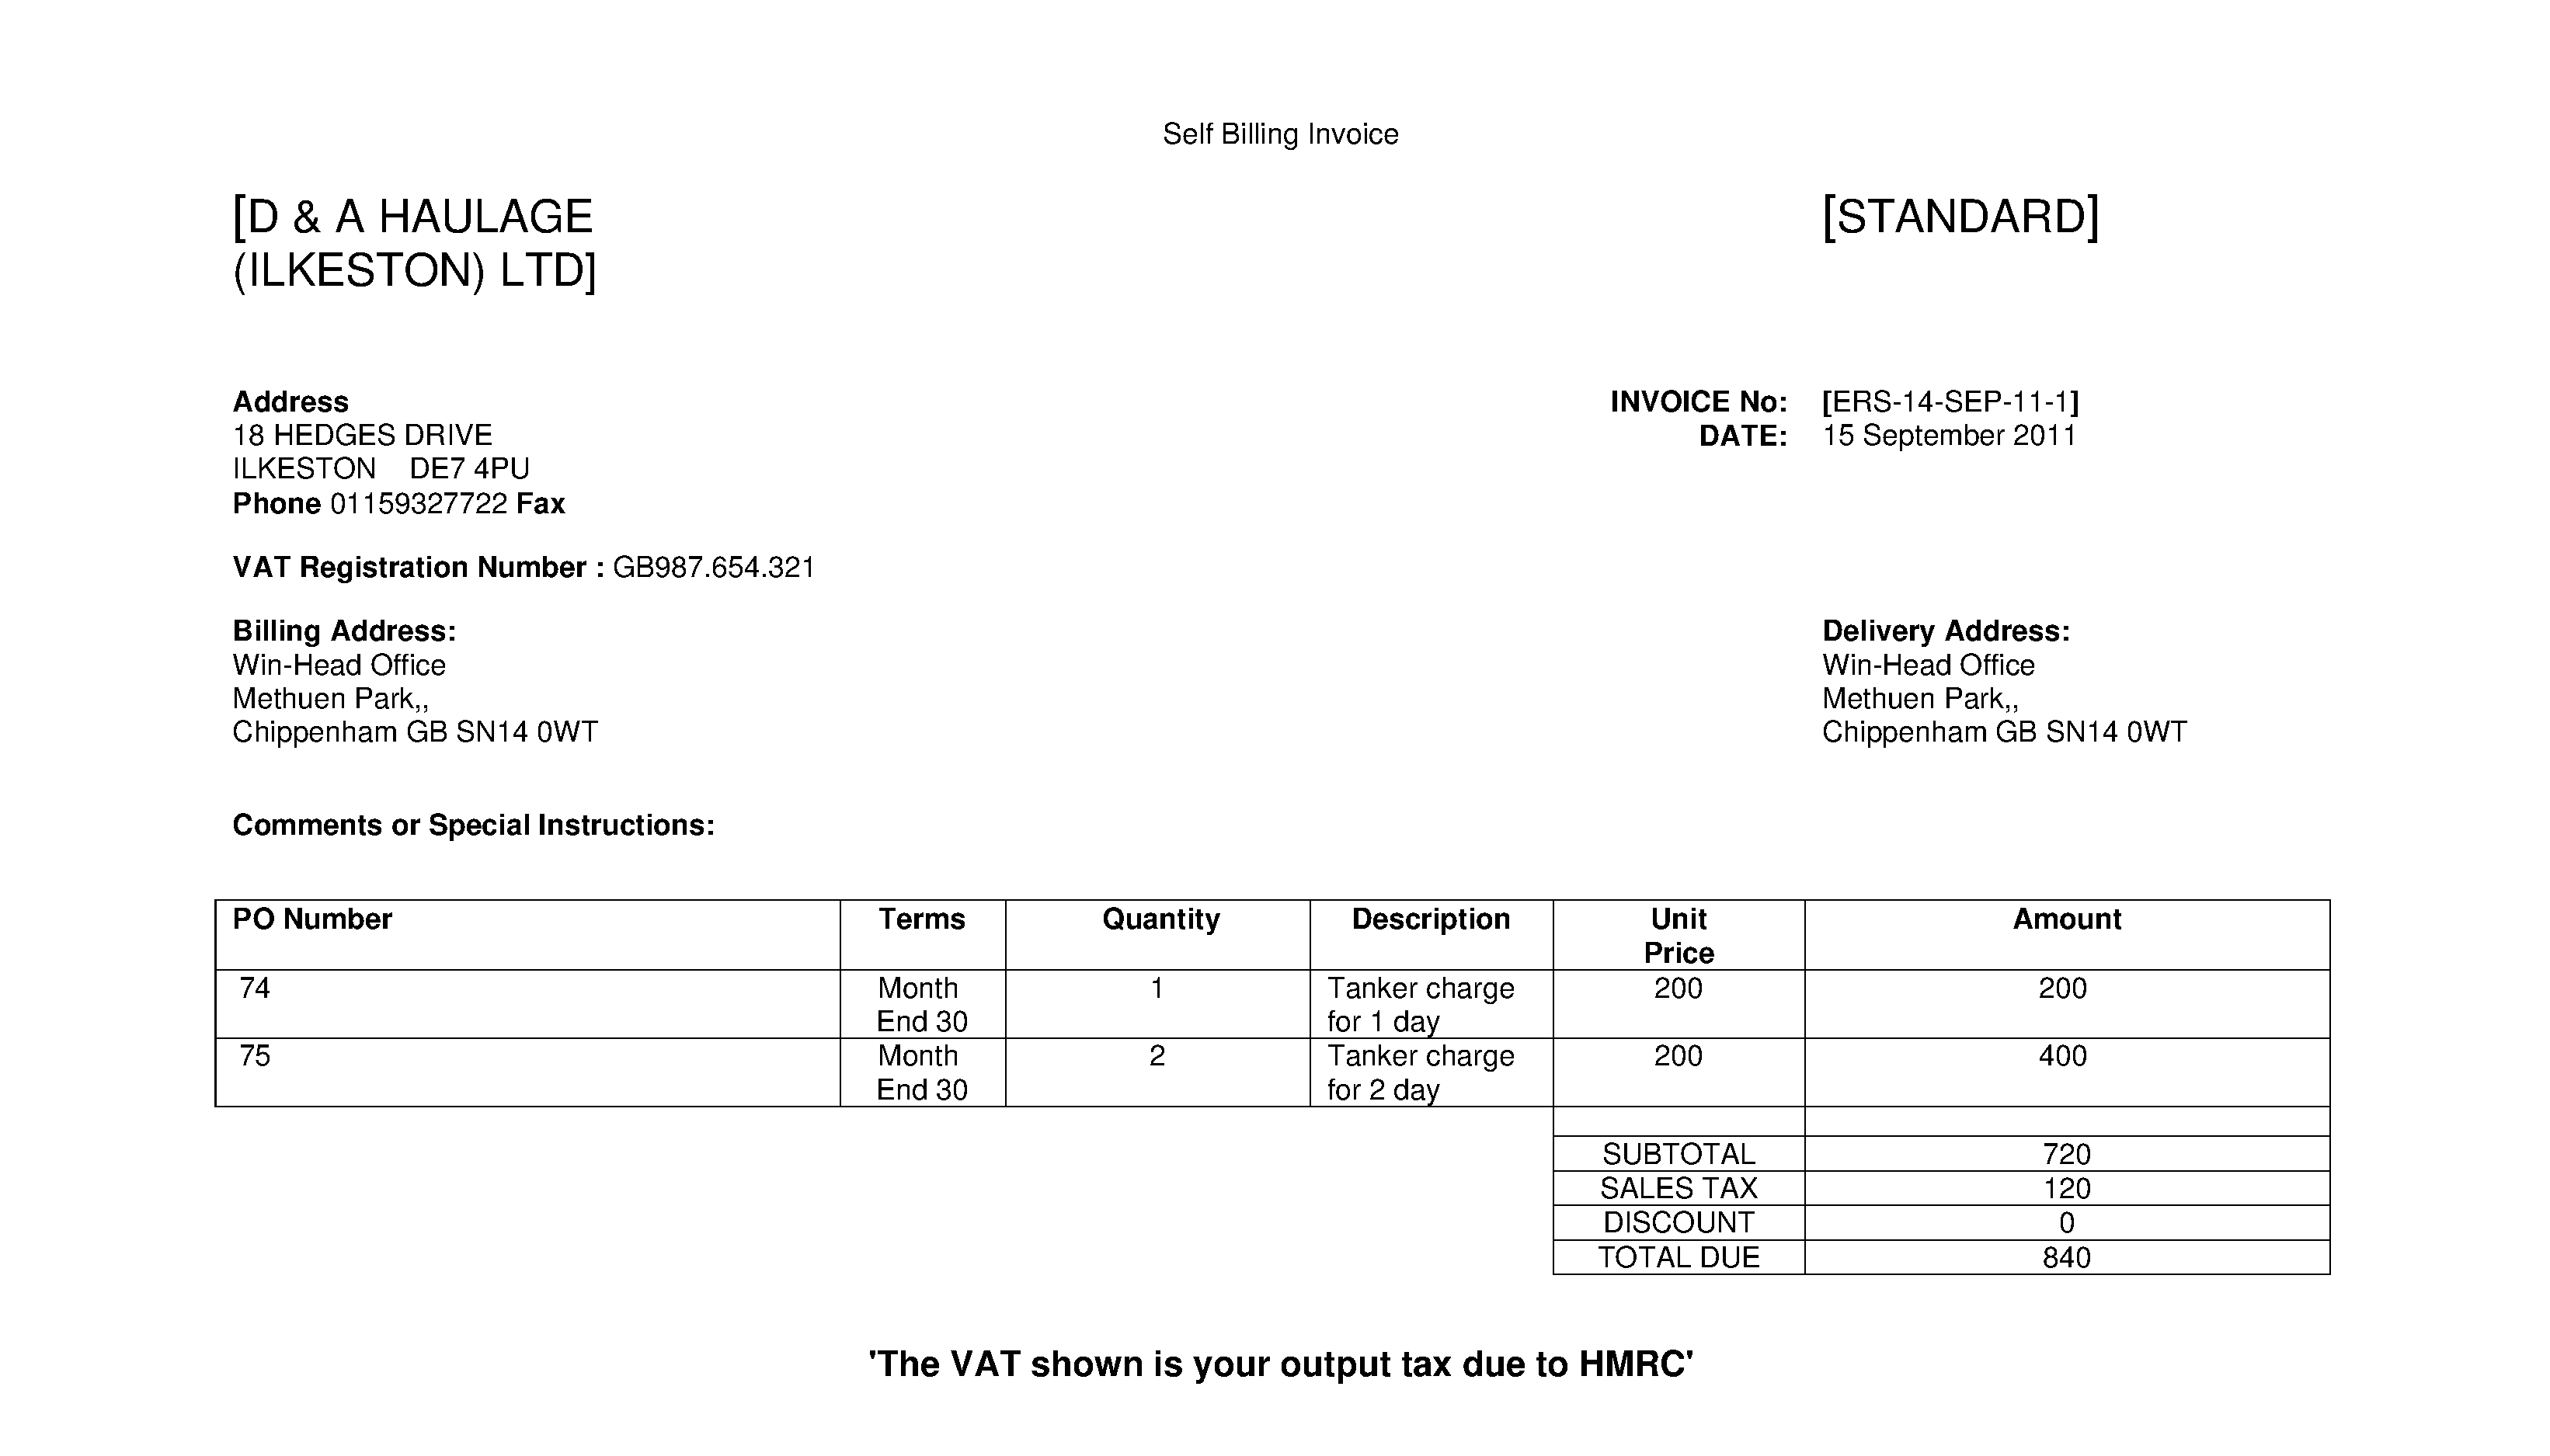 Self Billing Invoice
[D & A HAULAGE
(ILKESTON) LTD]
[STANDARD]
Address
18 HEDGES DRIVE
ILKESTON DE7 4PU
Phone 01159327722 Fax
INVOICE No: [ERS-14-SEP-11-1]
DATE: 15 September 2011
VAT Registration Number : GB987.654.321
Billing Address:
Win-Head Office
Methuen Park,,
Chippenham GB SN14 0WT
Delivery Address:
Win-Head Office
Methuen Park,,
Chippenham GB SN14 0WT
Comments or Special Instructions:
PO Number Terms Quantity Description Unit Amount
Price
74 Month 1 Tanker charge 200 200
End 30 for 1 day
75 Month 2 Tanker charge 200 400
End 30 for 2 day
SUBTOTAL 720
SALES TAX 120
DISCOUNT 0
TOTAL DUE 840
'The VAT shown is your output tax due to HMRC'